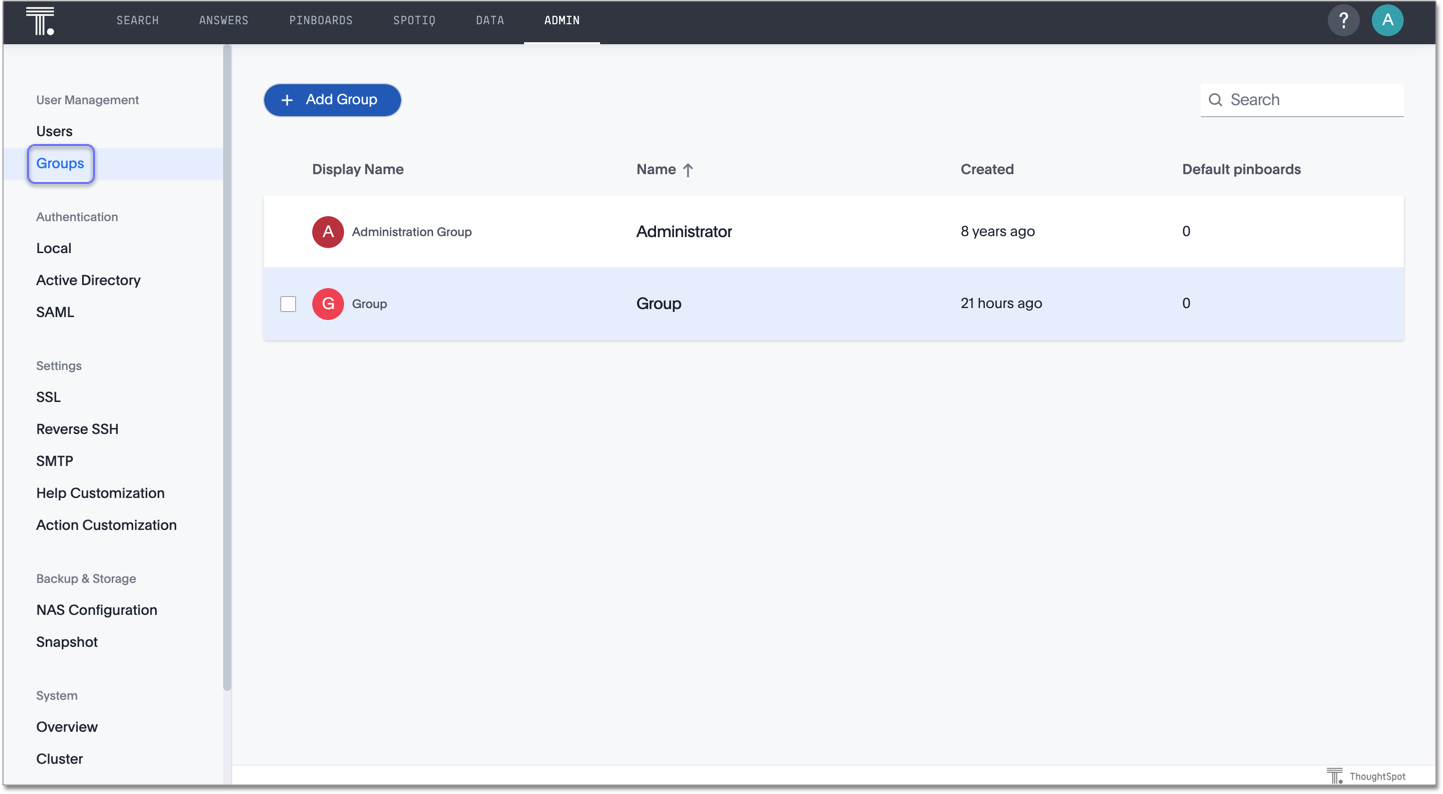 SEARCH ANSWERS PINBOARDS SPOTIQ DATA ADMIN ? A
User Management
Users
Groups
Authentication
Local
Active Directory
SAML
Settings
SSL
Reverse SSH
SMTP
Help Customization
Action Customization
Backup & Storage
NAS Configuration
Snapshot
System
Overview
Cluster
+ Add Group
Search
Display Name Name ↑ Created Default pinboards
A Administration Group Administrator 8 years ago 0
G Group Group 21 hours ago 0
ThoughtSpot